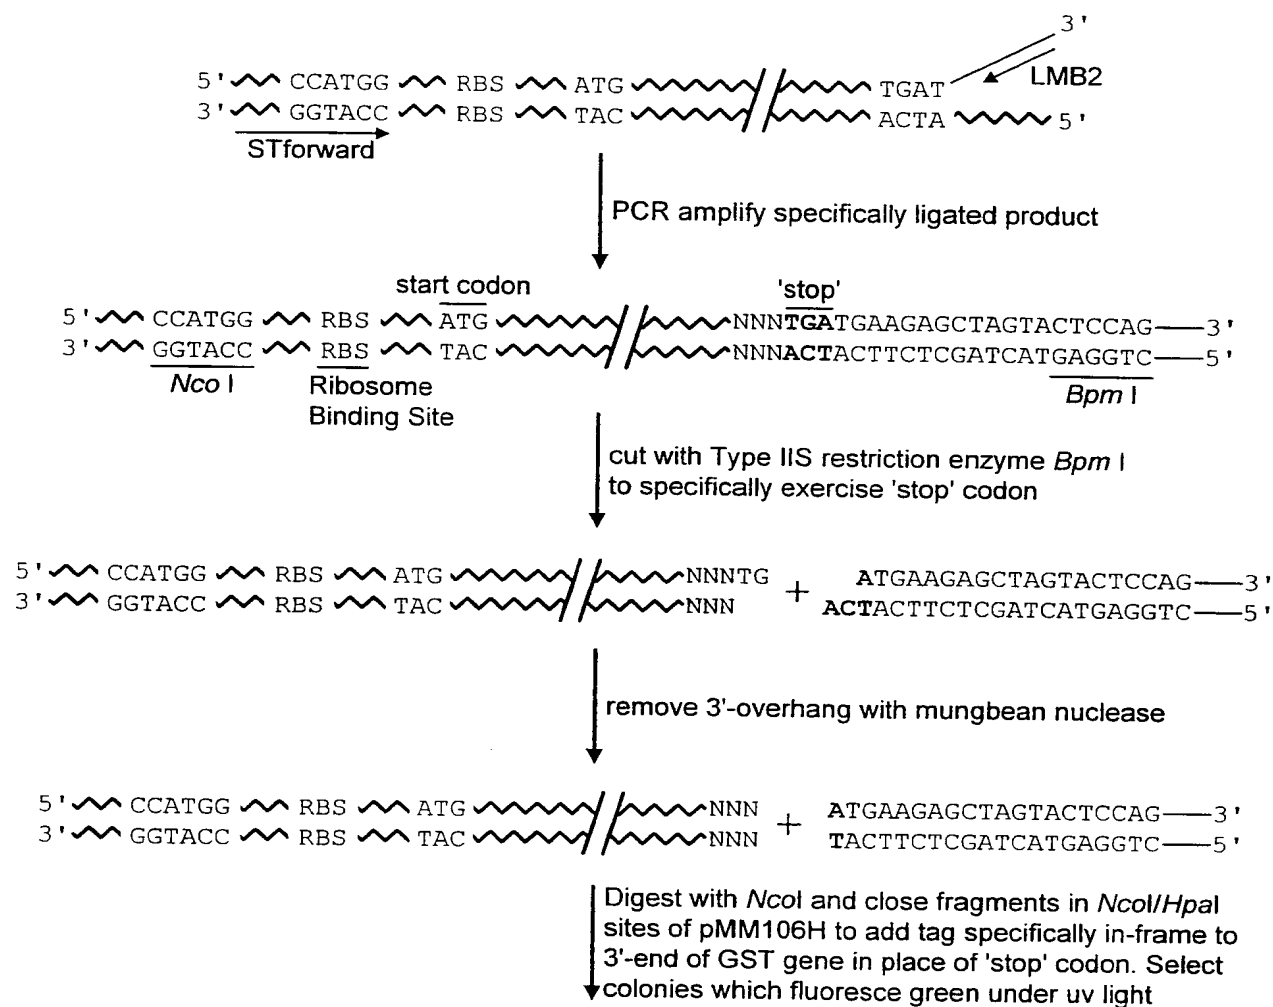 3'
5' CCATGG RBS ATG TGAT LMB2
3' GGTACC RBS TAC ACTA 5'
STforward
PCR amplify specifically ligated product
start codon 'stop'
5' CCATGG RBS ATG NNNTGATGAAGAGCTAGTACTCCAG 3'
3' GGTACC RBS TAC NNNACTACTTCTCGATCATGAGGTC 5'
Nco I Ribosome Bpm I
Binding Site
cut with Type IIS restriction enzyme Bpm I
to specifically exercise 'stop' codon
5' CCATGG RBS ATG NNNTG + ATGAAGAGCTAGTACTCCAG 3'
3' GGTACC RBS TAC NNN ACTACTTCTCGATCATGAGGTC 5'
remove 3'-overhang with mungbean nuclease
5' CCATGG RBS ATG NNN + ATGAAGAGCTAGTACTCCAG 3'
3' GGTACC RBS TAC NNN TACTTCTCGATCATGAGGTC 5'
Digest with NcoI and close fragments in NcoI/HpaI
sites of pMM106H to add tag specifically in-frame to
3'-end of GST gene in place of 'stop' codon. Select
colonies which fluoresce green under uv light